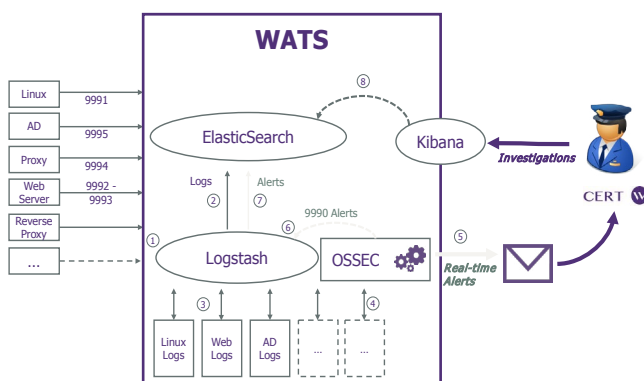 WATS
Linux
9991
AD
9995
Proxy
9994
Web
Server
9992 -
9993
Reverse
Proxy
...
1
ElasticSearch
8
Kibana
Investigations
CERT W
Logs
2
Alerts
7
6
9990 Alerts
Logstash
OSSEC
5
Real-time
Alerts
3
4
Linux
Logs
Web
Logs
AD
Logs
...
...